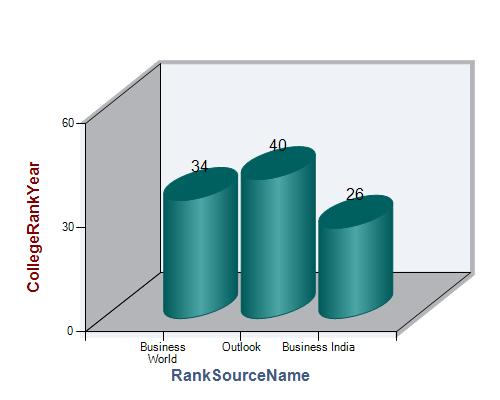 60
30
0
CollegeRankYear
34
40
26
Business
World
Outlook
Business India
RankSourceName